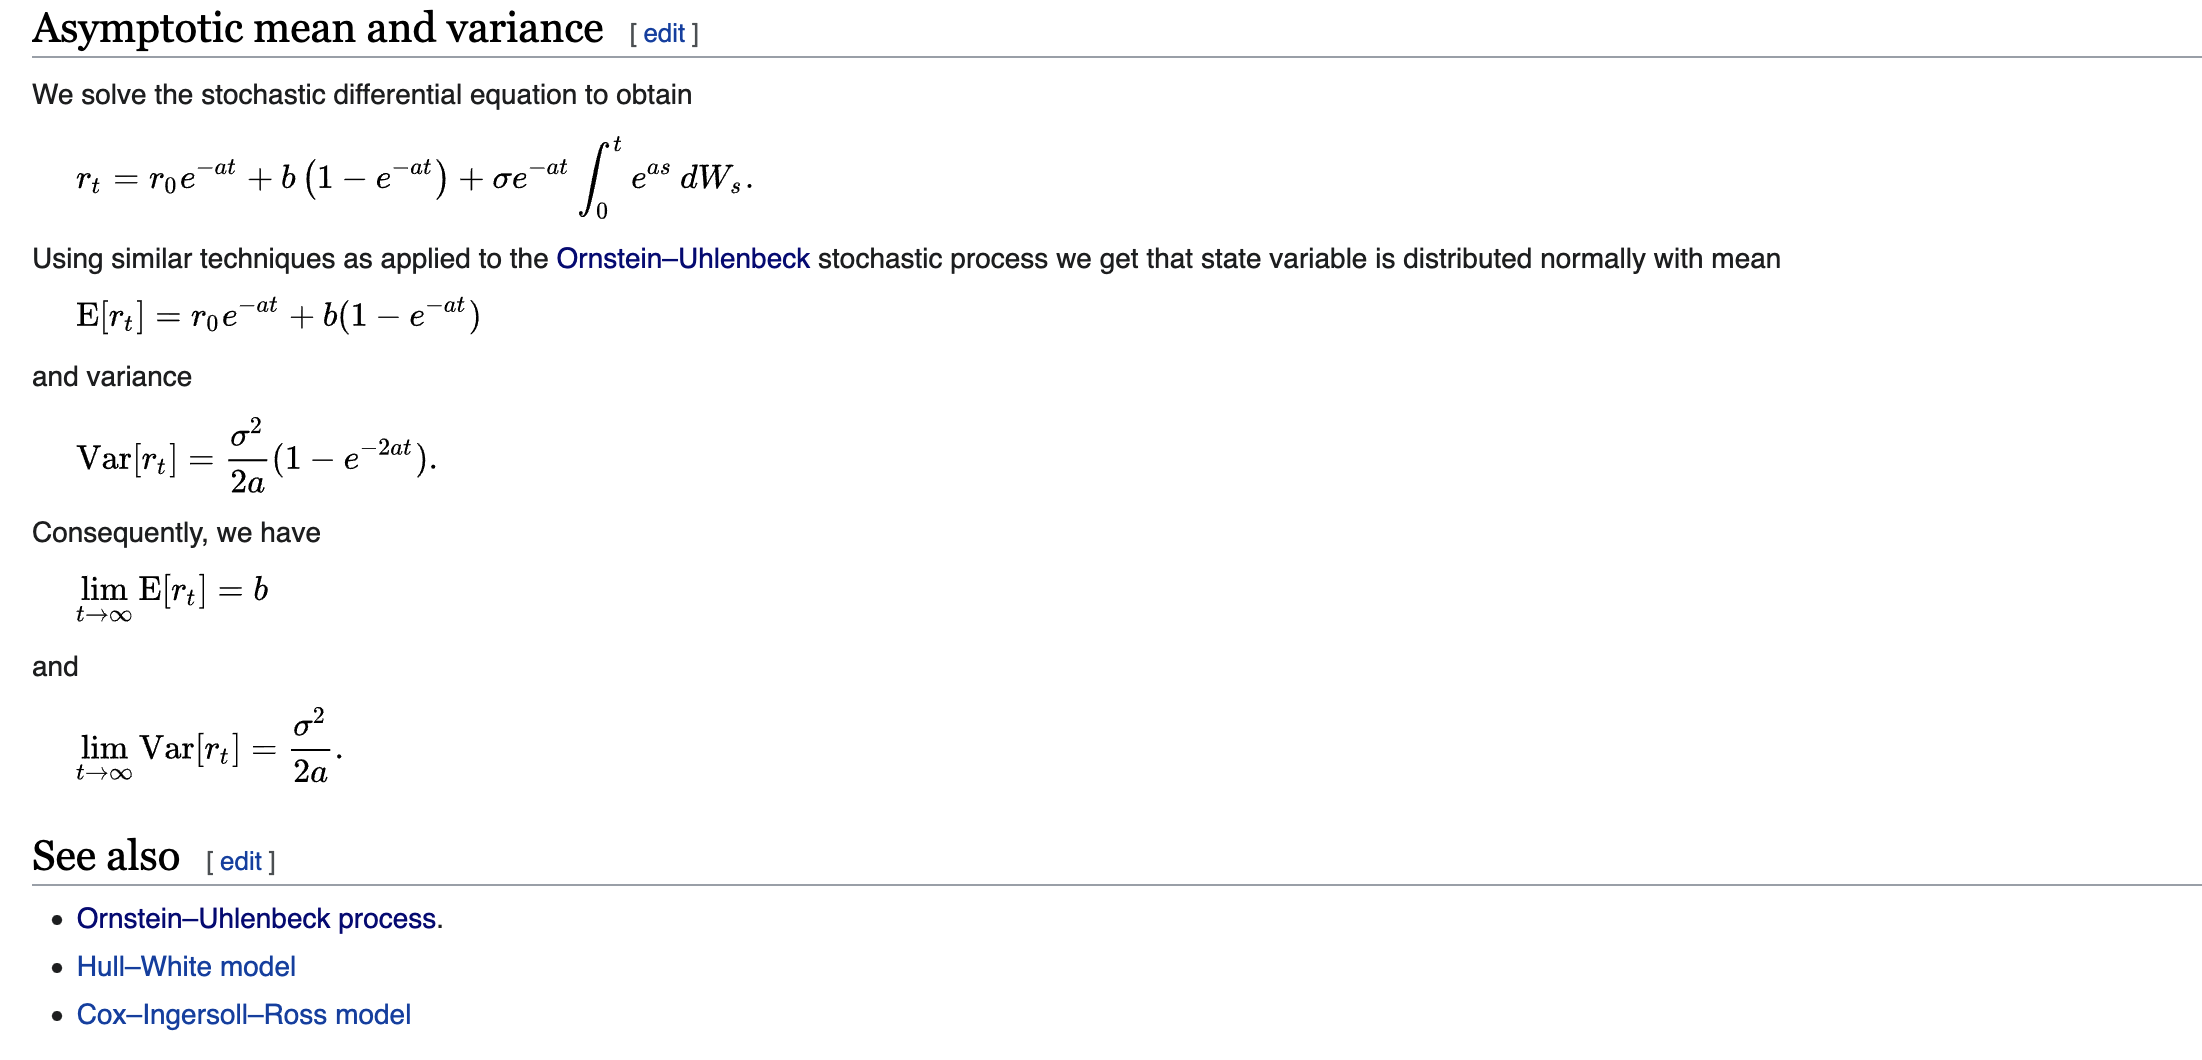 Asymptotic mean and variance [ edit ]
We solve the stochastic differential equation to obtain
$r_t = r_0 e^{-at} + b\left(1 - e^{-at}\right) + \sigma e^{-at} \int_0^t e^{as}\, dW_s.$
Using similar techniques as applied to the Ornstein–Uhlenbeck stochastic process we get that state variable is distributed normally with mean
$\mathrm{E}[r_t] = r_0 e^{-at} + b(1 - e^{-at})$
and variance
$\mathrm{Var}[r_t] = \frac{\sigma^2}{2a}(1 - e^{-2at}).$
Consequently, we have
$\lim_{t\to\infty} \mathrm{E}[r_t] = b$
and
$\lim_{t\to\infty} \mathrm{Var}[r_t] = \frac{\sigma^2}{2a}.$
See also [ edit ]
• Ornstein–Uhlenbeck process.
• Hull–White model
• Cox–Ingersoll–Ross model